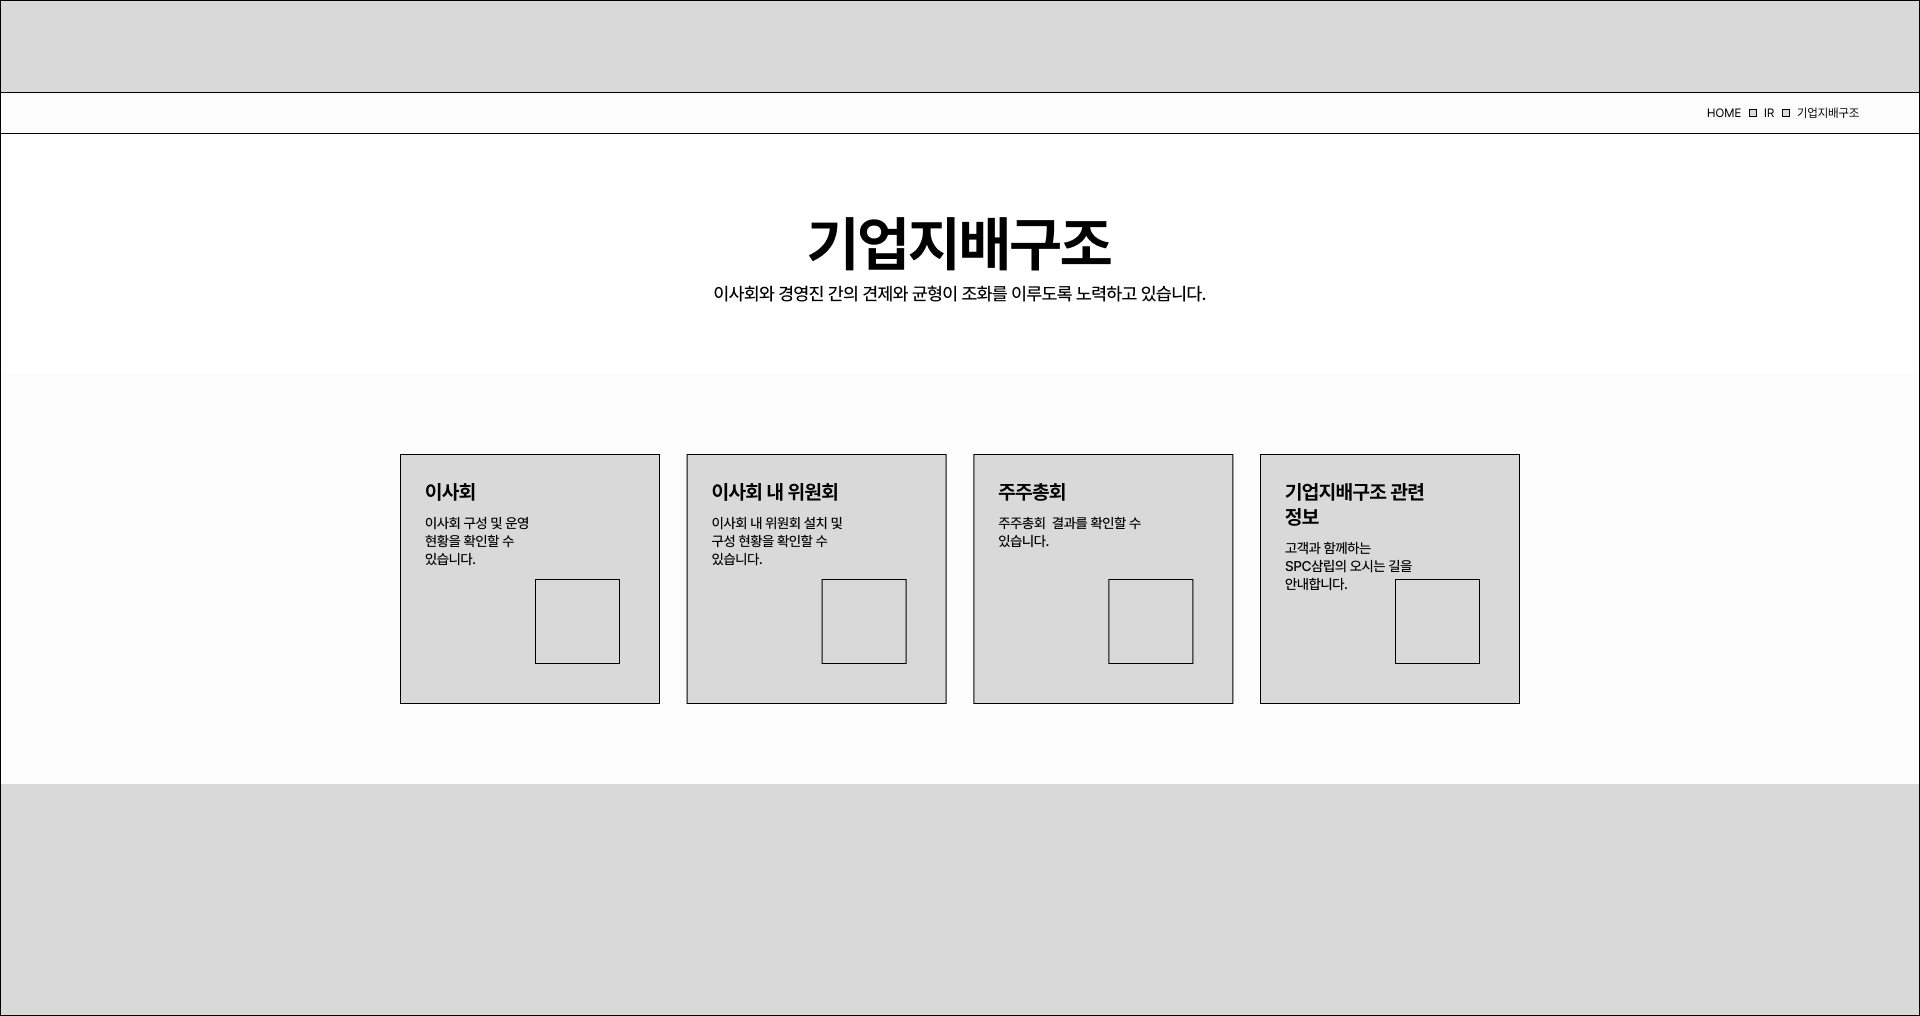 HOME IR 기업지배구조
기업지배구조
이사회와 경영진 간의 견제와 균형이 조화를 이루도록 노력하고 있습니다.
이사회
이사회 구성 및 운영
현황을 확인할 수
있습니다.
이사회 내 위원회
이사회 내 위원회 설치 및
구성 현황을 확인할 수
있습니다.
주주총회
주주총회  결과를 확인할 수
있습니다.
기업지배구조 관련
정보
고객과 함께하는
SPC삼립의 오시는 길을
안내합니다.